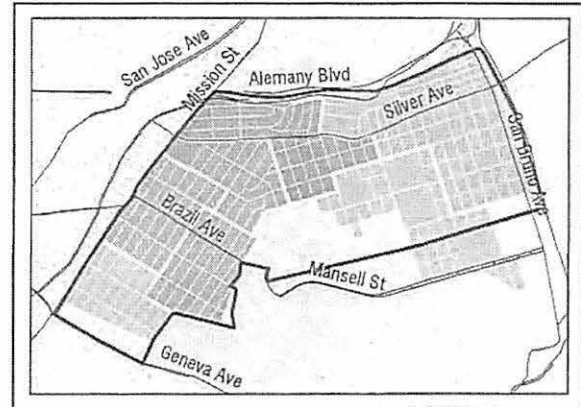 San Jose Ave
Mission St
Alemany Blvd
Silver Ave
San Bruno Ave
Brazil Ave
Mansell St
Geneva Ave